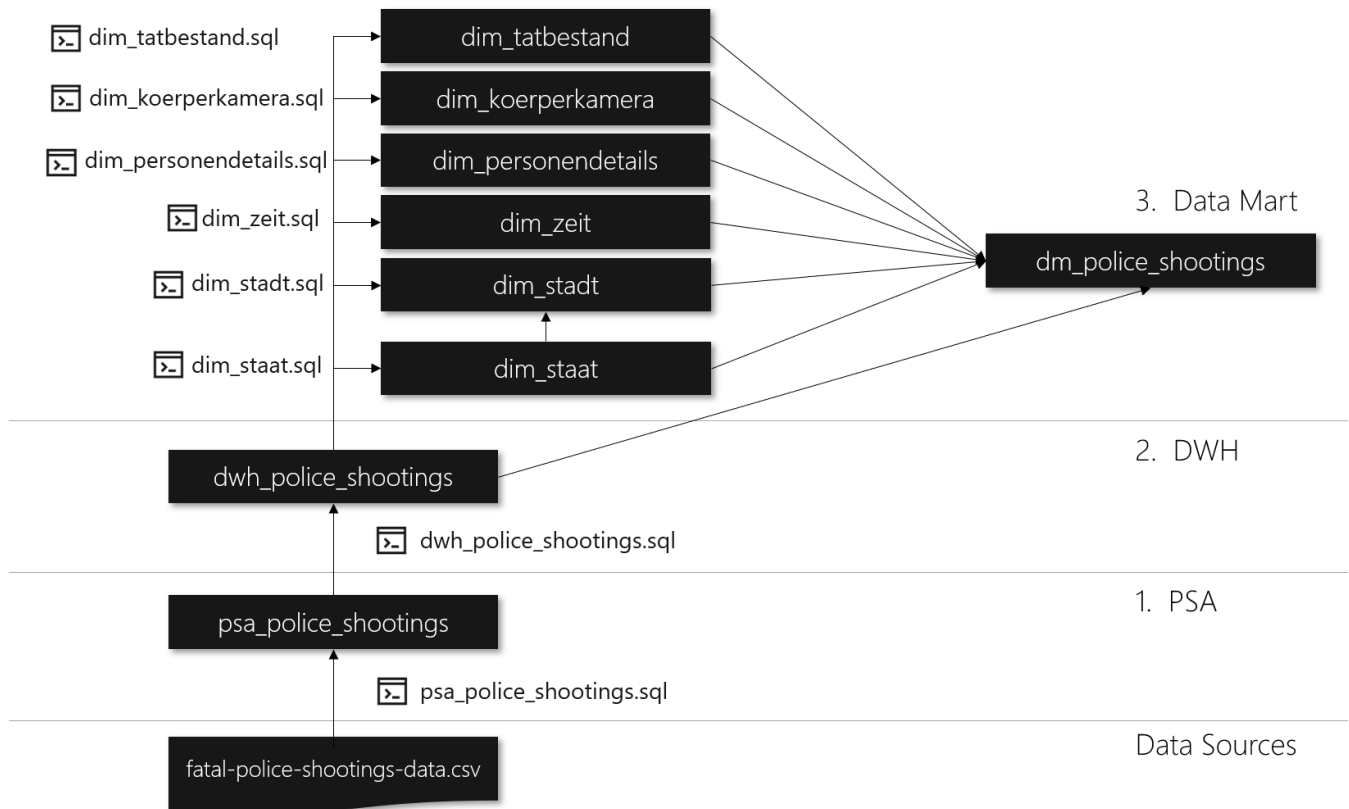 dim_tatbestand.sql
dim_tatbestand
dim_koerperkamera.sql
dim_koerperkamera
dim_personendetails.sql
dim_personendetails
3. Data Mart
dim_zeit.sql
dim_zeit
dm_police_shootings
dim_stadt.sql
dim_stadt
dim_staat.sql
dim_staat
2. DWH
dwh_police_shootings
dwh_police_shootings.sql
1. PSA
psa_police_shootings
psa_police_shootings.sql
Data Sources
fatal-police-shootings-data.csv